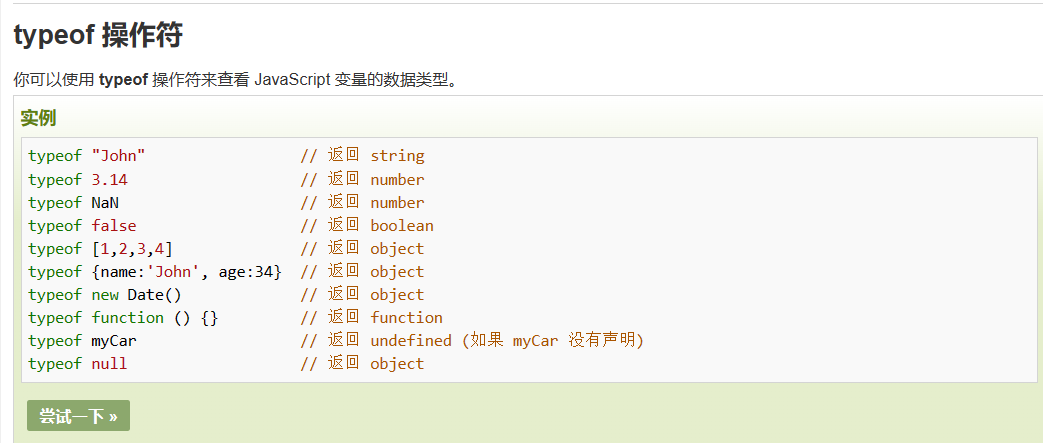 typeof 操作符
你可以使用 typeof 操作符来查看 JavaScript 变量的数据类型。
实例
typeof "John" // 返回 string
typeof 3.14 // 返回 number
typeof NaN // 返回 number
typeof false // 返回 boolean
typeof [1,2,3,4] // 返回 object
typeof {name:'John', age:34} // 返回 object
typeof new Date() // 返回 object
typeof function () {} // 返回 function
typeof myCar // 返回 undefined (如果 myCar 没有声明)
typeof null // 返回 object
尝试一下 »